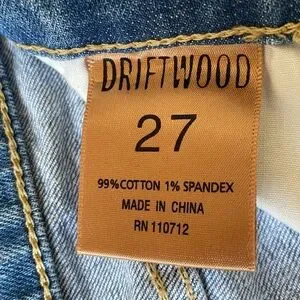 DRIFTWOOD
27
99% COTTON 1% SPANDEX
MADE IN CHINA
RN 110712